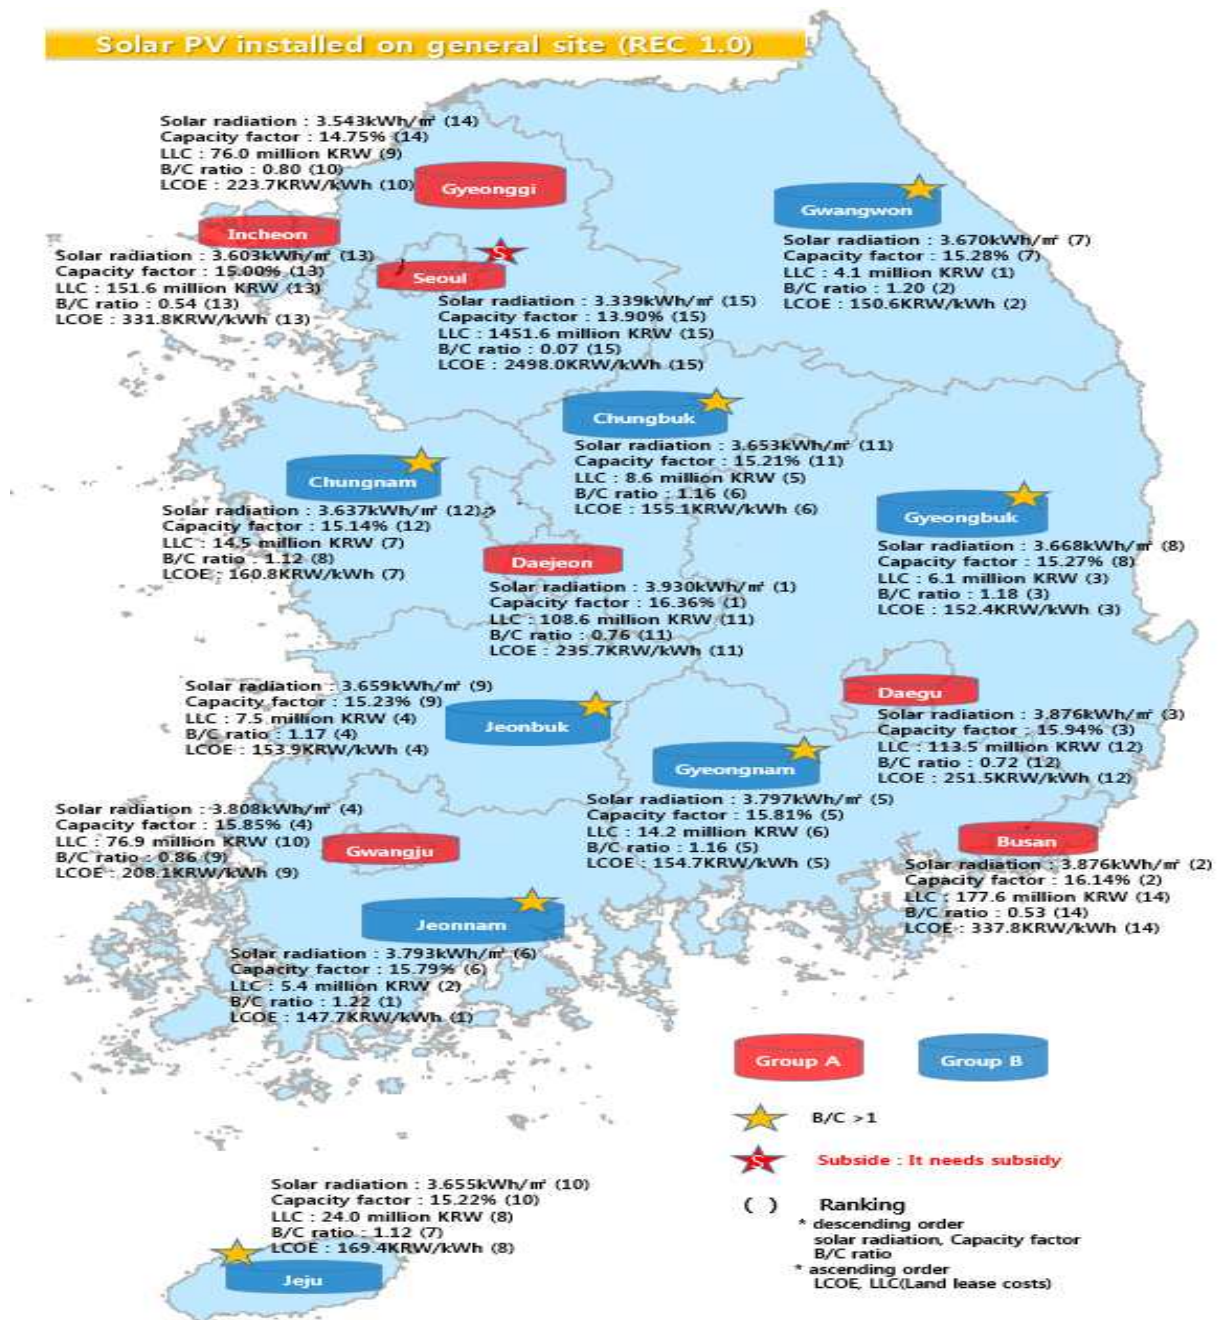 Solar PV installed on general site (REC 1.0)
Solar radiation : 3.543kWh/㎡ (14)
Capacity factor : 14.75% (14)
LLC : 76.0 million KRW (9)
B/C ratio : 0.80 (10)
LCOE : 223.7KRW/kWh (10)
Gyeonggi
Gwangwon
Solar radiation : 3.670kWh/㎡ (7)
Capacity factor : 15.28% (7)
LLC : 4.1 million KRW (1)
B/C ratio : 1.20 (2)
LCOE : 150.6KRW/kWh (2)
Incheon
Solar radiation : 3.603kWh/㎡ (13)
Capacity factor : 15.00% (13)
LLC : 151.6 million KRW (13)
B/C ratio : 0.54 (13)
LCOE : 331.8KRW/kWh (13)
S
Seoul
Solar radiation : 3.339kWh/㎡ (15)
Capacity factor : 13.90% (15)
LLC : 1451.6 million KRW (15)
B/C ratio : 0.07 (15)
LCOE : 2498.0KRW/kWh (15)
Chungbuk
Solar radiation : 3.653kWh/㎡ (11)
Capacity factor : 15.21% (11)
LLC : 8.6 million KRW (5)
B/C ratio : 1.16 (6)
LCOE : 155.1KRW/kWh (6)
Chungnam
Solar radiation : 3.637kWh/㎡ (12)
Capacity factor : 15.14% (12)
LLC : 14.5 million KRW (7)
B/C ratio : 1.12 (8)
LCOE : 160.8KRW/kWh (7)
Gyeongbuk
Solar radiation : 3.668kWh/㎡ (8)
Capacity factor : 15.27% (8)
LLC : 6.1 million KRW (3)
B/C ratio : 1.18 (3)
LCOE : 152.4KRW/kWh (3)
Daejeon
Solar radiation : 3.930kWh/㎡ (1)
Capacity factor : 16.36% (1)
LLC : 108.6 million KRW (11)
B/C ratio : 0.76 (11)
LCOE : 235.7KRW/kWh (11)
Solar radiation : 3.659kWh/㎡ (9)
Capacity factor : 15.23% (9)
LLC : 7.5 million KRW (4)
B/C ratio : 1.17 (4)
LCOE : 153.9KRW/kWh (4)
Jeonbuk
Daegu
Solar radiation : 3.876kWh/㎡ (3)
Capacity factor : 15.94% (3)
LLC : 113.5 million KRW (12)
B/C ratio : 0.72 (12)
LCOE : 251.5KRW/kWh (12)
Gyeongnam
Solar radiation : 3.797kWh/㎡ (5)
Capacity factor : 15.81% (5)
LLC : 14.2 million KRW (6)
B/C ratio : 1.16 (5)
LCOE : 154.7KRW/kWh (5)
Solar radiation : 3.808kWh/㎡ (4)
Capacity factor : 15.85% (4)
LLC : 76.9 million KRW (10)
B/C ratio : 0.86 (9)
LCOE : 208.1KRW/kWh (9)
Gwangju
Busan
Solar radiation : 3.876kWh/㎡ (2)
Capacity factor : 16.14% (2)
LLC : 177.6 million KRW (14)
B/C ratio : 0.53 (14)
LCOE : 337.8KRW/kWh (14)
Jeonnam
Solar radiation : 3.793kWh/㎡ (6)
Capacity factor : 15.79% (6)
LLC : 5.4 million KRW (2)
B/C ratio : 1.22 (1)
LCOE : 147.7KRW/kWh (1)
Group A
Group B
B/C >1
S Subside : It needs subsidy
( ) Ranking
* descending order
solar radiation, Capacity factor
B/C ratio
* ascending order
LCOE, LLC(Land lease costs)
Solar radiation : 3.655kWh/㎡ (10)
Capacity factor : 15.22% (10)
LLC : 24.0 million KRW (8)
B/C ratio : 1.12 (7)
LCOE : 169.4KRW/kWh (8)
Jeju